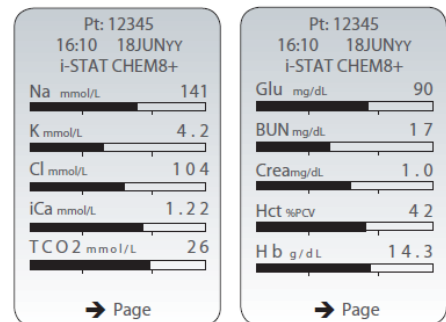 Pt: 12345
16:10 18JUNYY
i-STAT CHEM8+
Na mmol/L 141
K mmol/L 4.2
Cl mmol/L 104
iCa mmol/L 1.22
TCO2 mmol/L 26
➔ Page
Pt: 12345
16:10 18JUNYY
i-STAT CHEM8+
Glu mg/dL 90
BUN mg/dL 17
Crea mg/dL 1.0
Hct %PCV 42
Hb g/dL 14.3
➔ Page